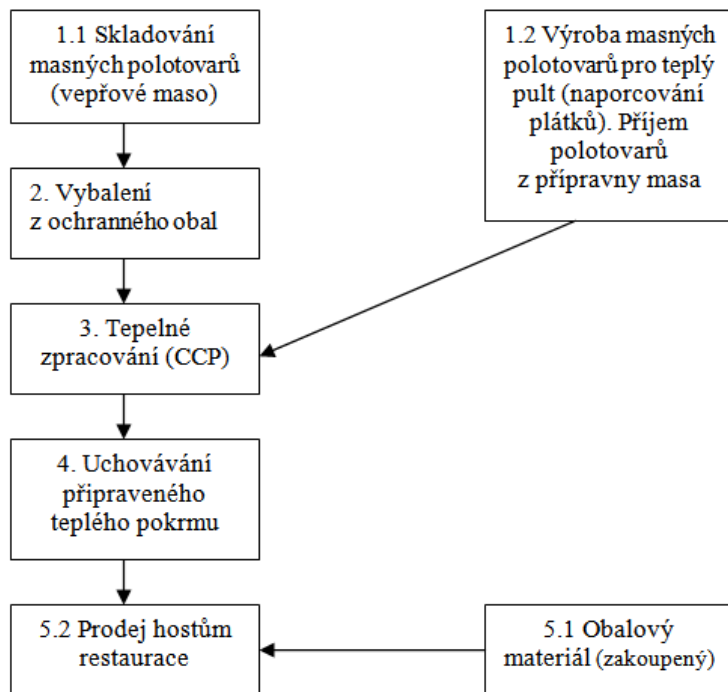 1.1 Skladování
masných polotovarů
(vepřové maso)
1.2 Výroba masných
polotovarů pro teplý
pult (naporcování
plátků). Příjem
polotovarů
z přípravny masa
2. Vybalení
z ochranného obal
3. Tepelné
zpracování (CCP)
4. Uchovávání
připraveného
teplého pokrmu
5.2 Prodej hostům
restaurace
5.1 Obalový
materiál (zakoupený)